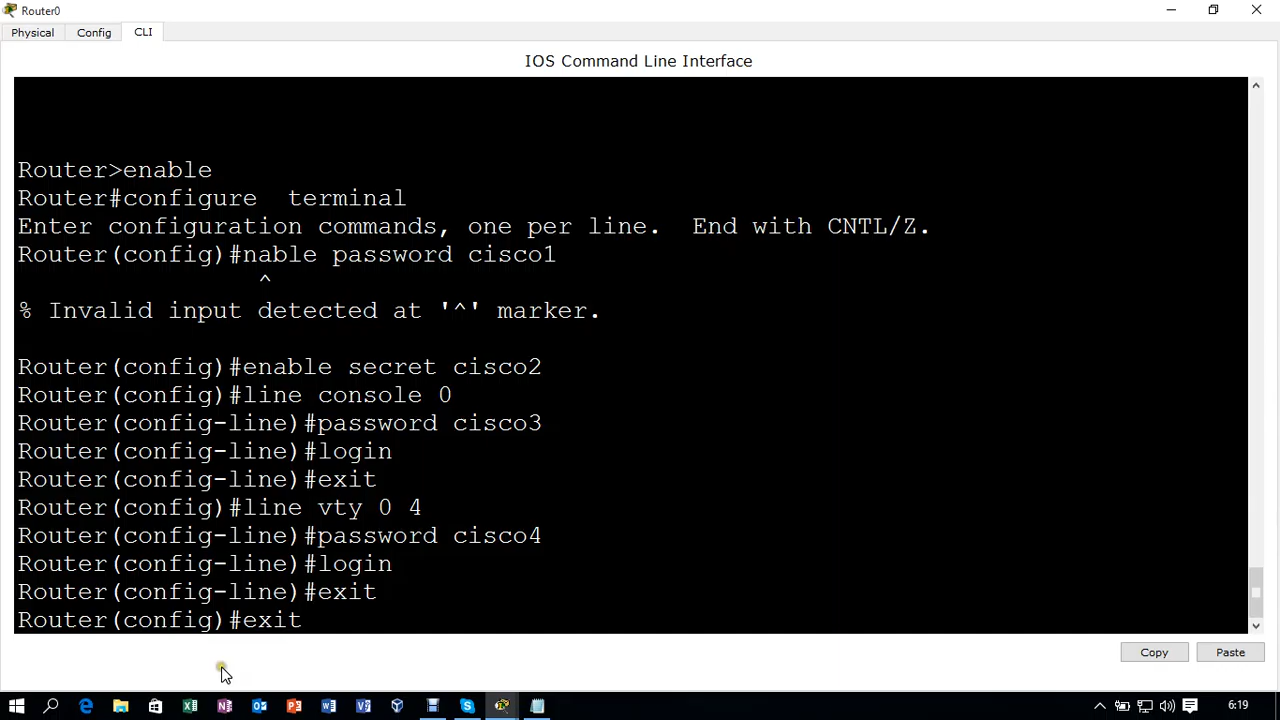 Router0
Physical Config CLI
IOS Command Line Interface
Router>enable
Router#configure  terminal
Enter configuration commands, one per line.  End with CNTL/Z.
Router(config)#nable password cisco1
^
% Invalid input detected at '^' marker.
Router(config)#enable secret cisco2
Router(config)#line console 0
Router(config-line)#password cisco3
Router(config-line)#login
Router(config-line)#exit
Router(config)#line vty 0 4
Router(config-line)#password cisco4
Router(config-line)#login
Router(config-line)#exit
Router(config)#exit
Copy Paste
6:19